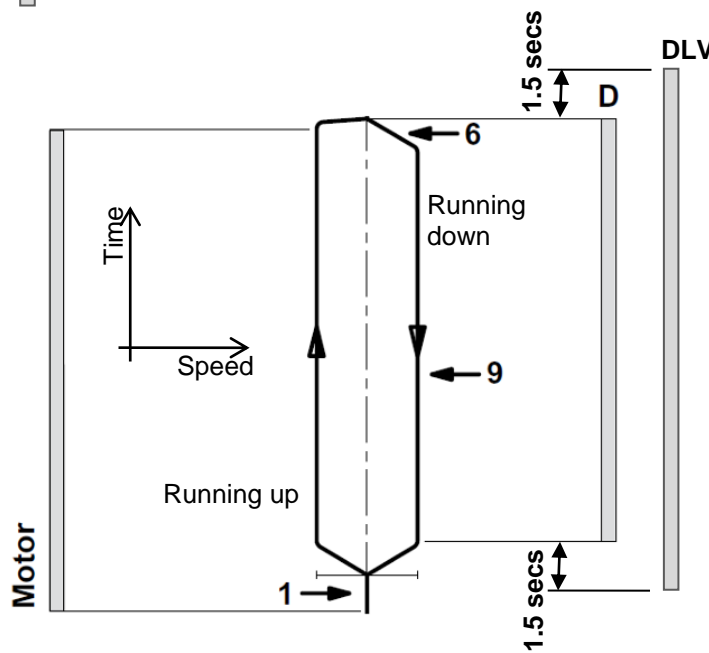 1.5 secs
DLV
D
6
Running
down
Time
Speed
9
Running up
Motor
1
1.5 secs